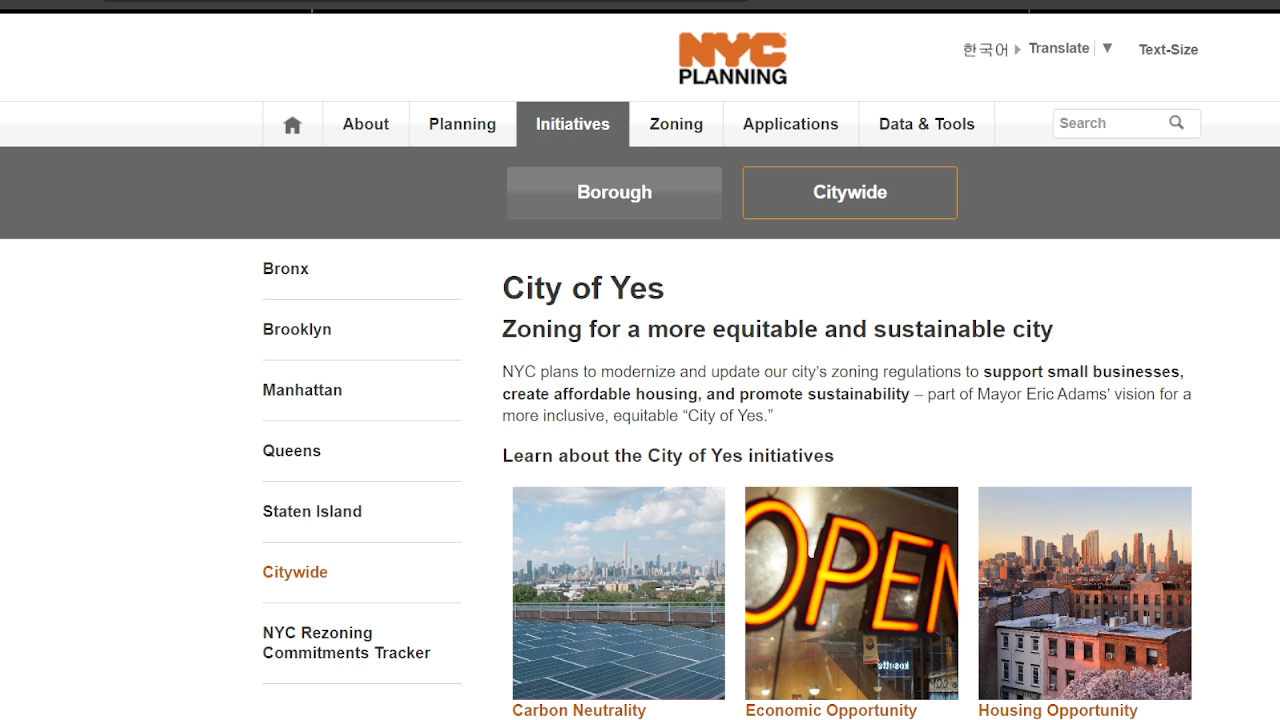 NYC
PLANNING
한국어 Translate ▼ Text-Size
About Planning Initiatives Zoning Applications Data & Tools Search
Borough Citywide
Bronx
Brooklyn
Manhattan
Queens
Staten Island
Citywide
NYC Rezoning
Commitments Tracker
City of Yes
Zoning for a more equitable and sustainable city
NYC plans to modernize and update our city’s zoning regulations to support small businesses,
create affordable housing, and promote sustainability – part of Mayor Eric Adams’ vision for a
more inclusive, equitable “City of Yes.”
Learn about the City of Yes initiatives
OPEN
Carbon Neutrality Economic Opportunity Housing Opportunity